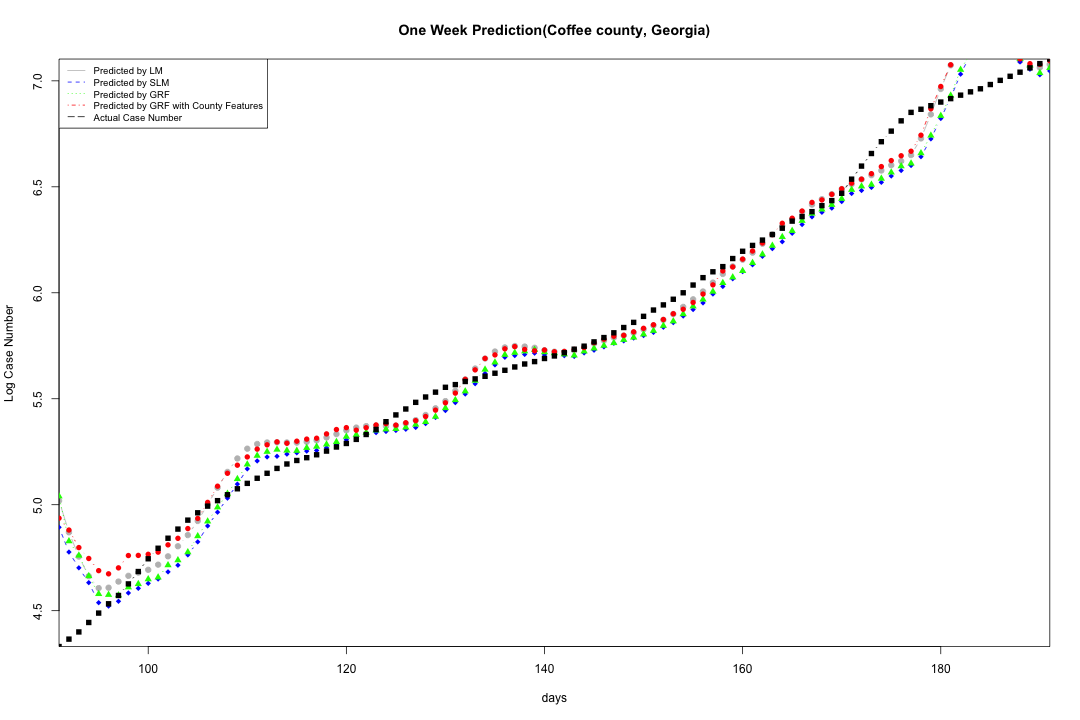 One Week Prediction(Coffee county, Georgia)
Predicted by LM
Predicted by SLM
Predicted by GRF
Predicted by GRF with County Features
Actual Case Number
7.0
6.5
6.0
5.5
5.0
4.5
Log Case Number
100 120 140 160 180
days